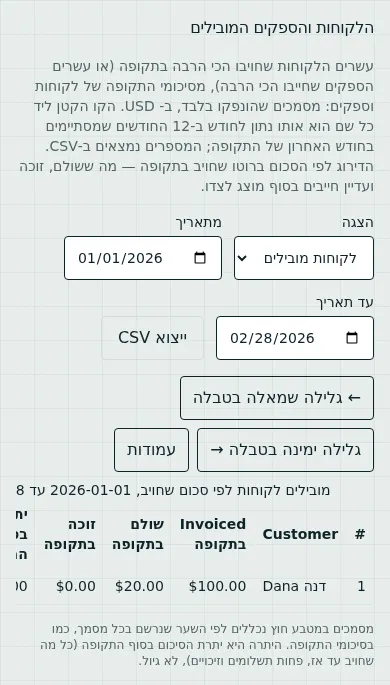 הלקוחות והספקים המובילים
עשרים הלקוחות שחויבו הכי הרבה בתקופה (או עשרים
הספקים שחייבו הכי הרבה), מסיכומי התקופה של לקוחות
וספקים: מסמכים שהונפקו בלבד, ב- USD. הקו הקטן ליד
כל שם הוא אותו נתון לחודש ב-12 החודשים שמסתיימים
בחודש האחרון של התקופה; המספרים נמצאים ב-CSV.
הדירוג לפי הסכום ברוטו שחויב בתקופה — מה ששולם, זוכה
ועדיין חייבים בסוף מוצג לצדו.
הצגה
מתאריך
לקוחות מובילים
01/01/2026
עד תאריך
02/28/2026
ייצוא CSV
← גלילה שמאלה בטבלה
גלילה ימינה בטבלה →
עמודות
מובילים לקוחות לפי סכום שחויב, 2026-01-01 עד 8
# Customer Invoiced בתקופה שולם בתקופה זוכה בתקופה
1 דנה Dana $100.00 $20.00 $0.00
מסמכים במטבע חוץ נכללים לפי השער שנרשם בכל מסמך, כמו
בסיכומי התקופה. היתרה היא יתרת הסיכום בסוף התקופה (כל מה
שחויב עד אז, פחות תשלומים וזיכויים), לא גיול.